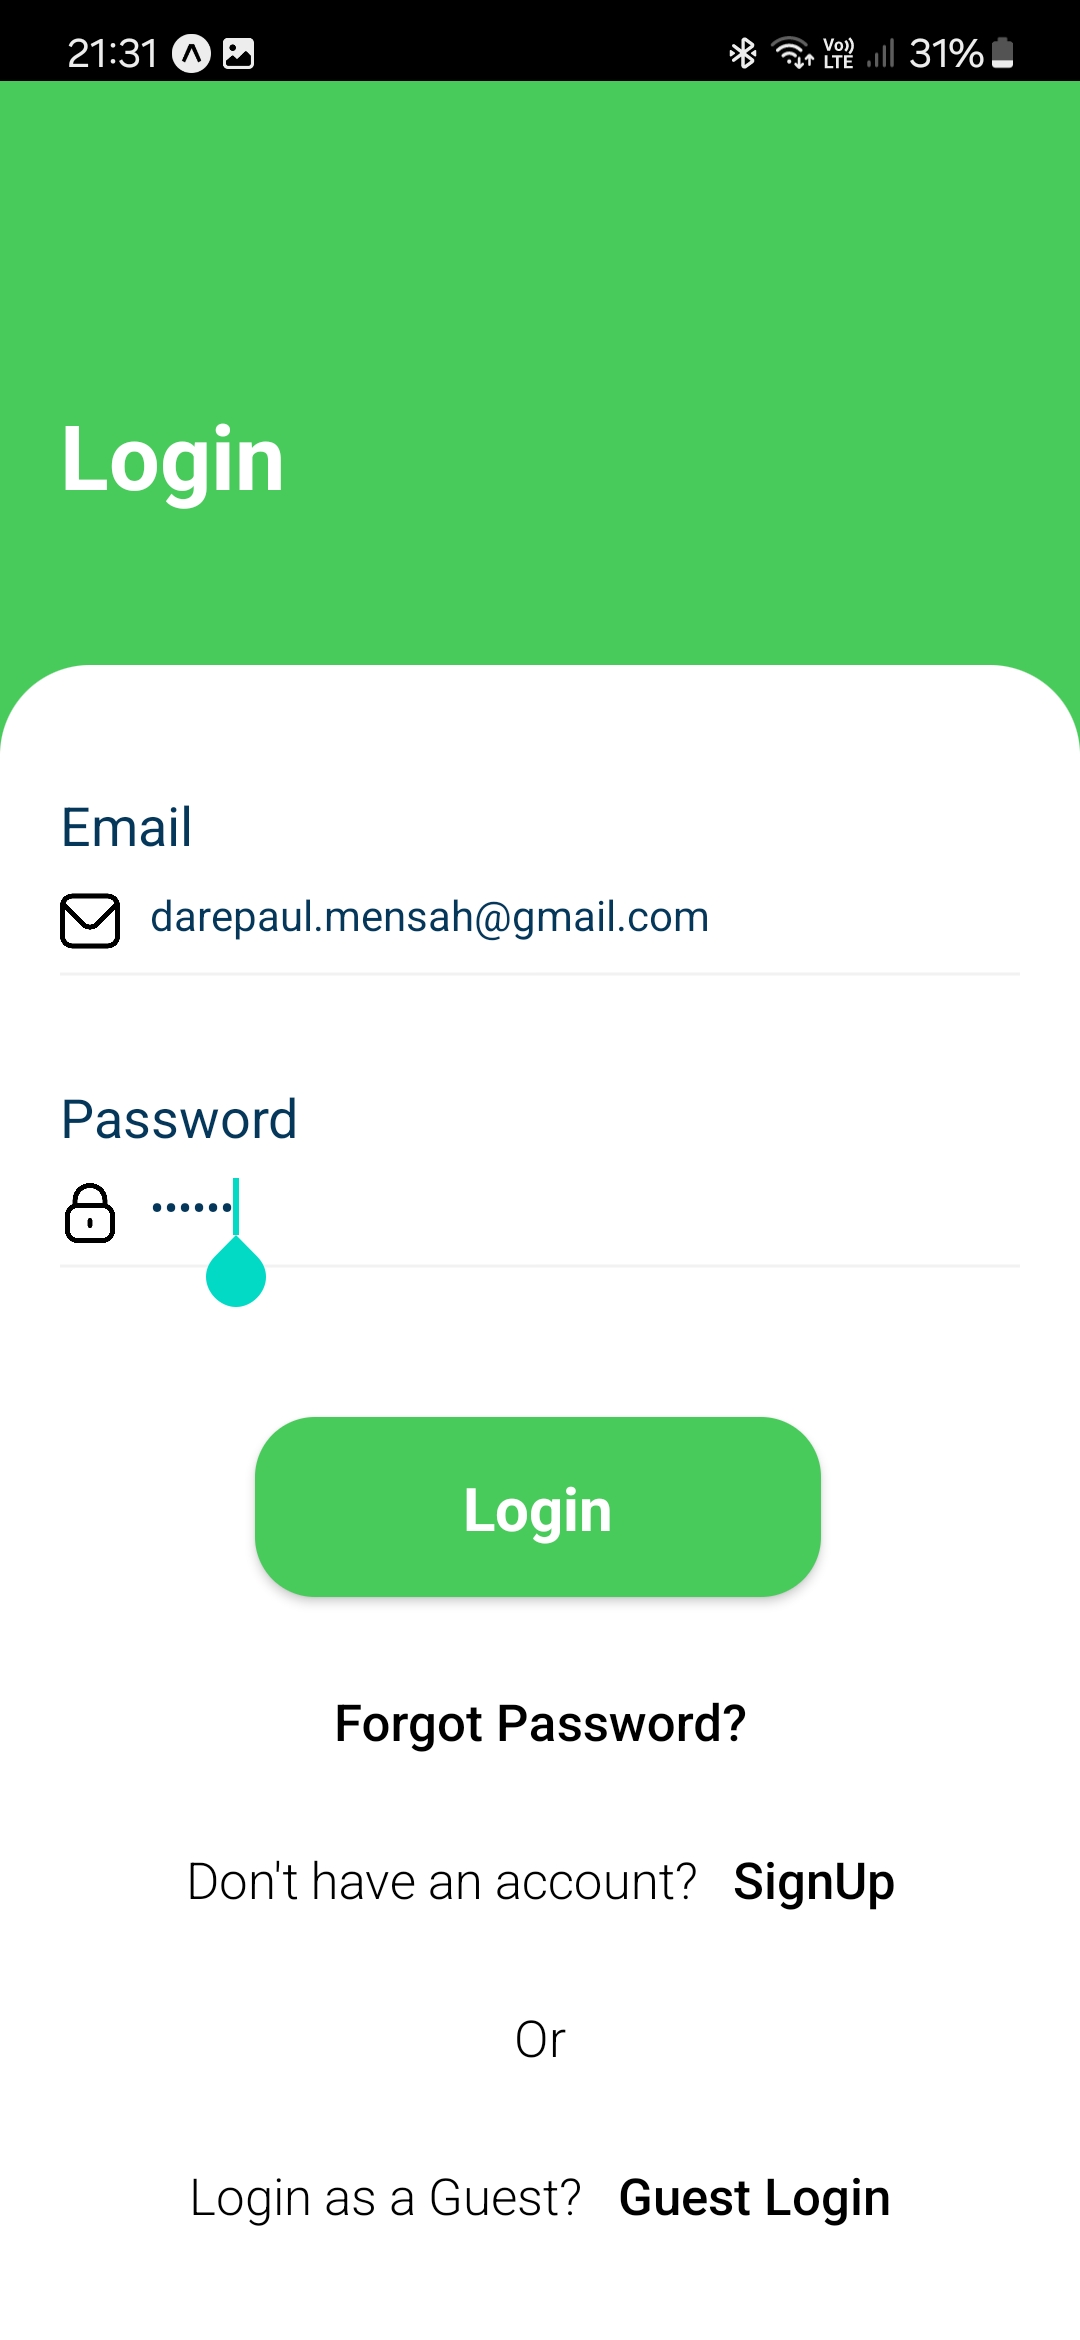 21:31 Vo)) LTE 31%
Login
Email
darepaul.mensah@gmail.com
Password
••••••
Login
Forgot Password?
Don't have an account? SignUp
Or
Login as a Guest? Guest Login